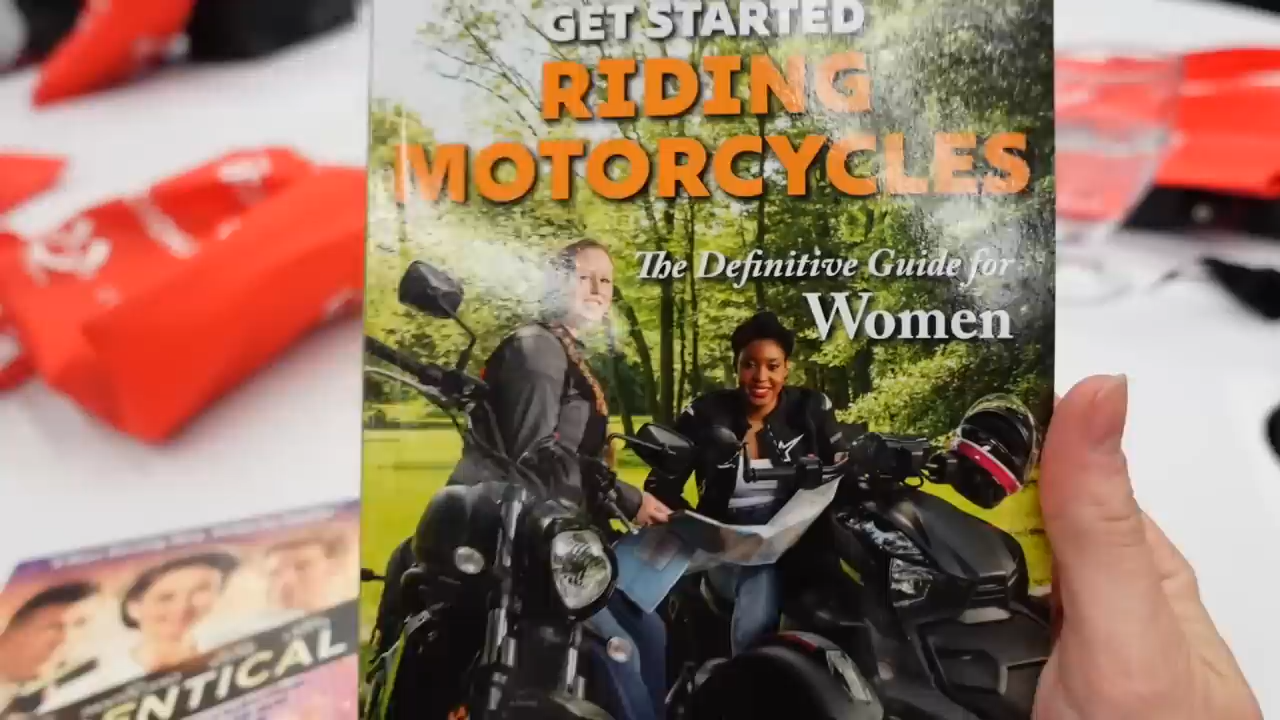 GET STARTED
RIDING
MOTORCYCLES
The Definitive Guide for
Women
ENTICAL